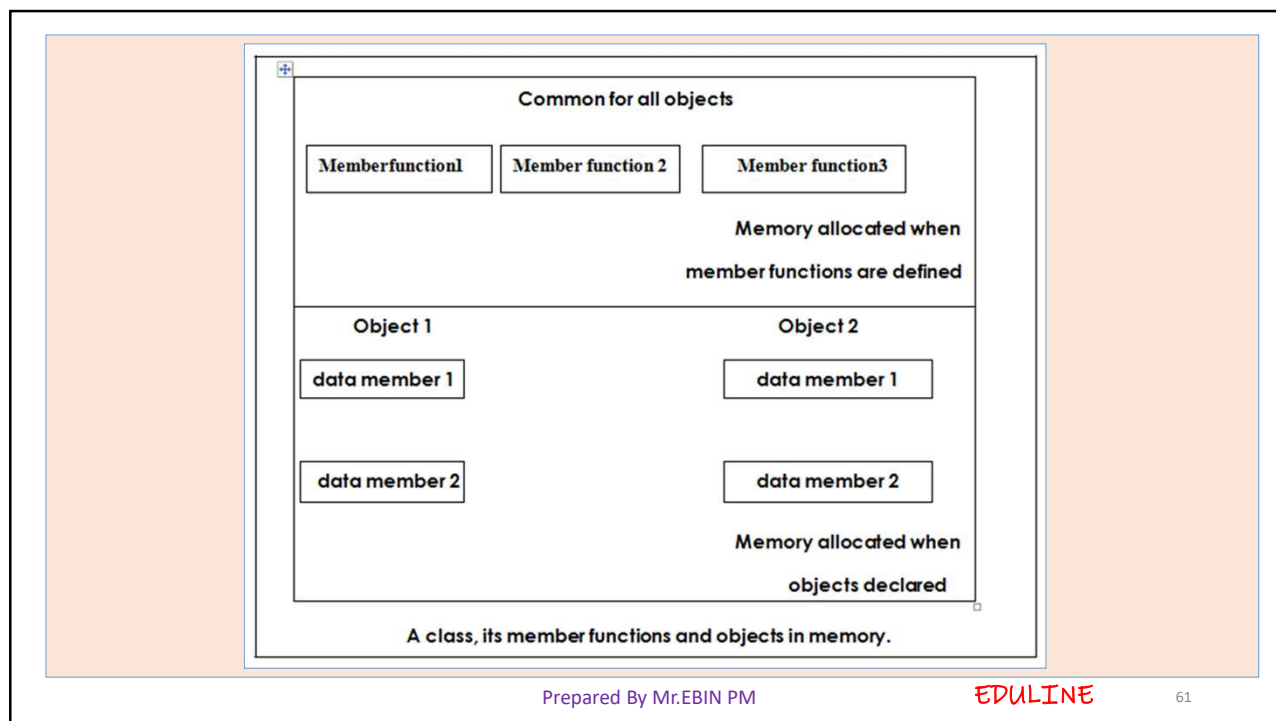 Common for all objects
Memberfunction1 Member function 2 Member function3
Memory allocated when
member functions are defined
Object 1 Object 2
data member 1 data member 1
data member 2 data member 2
Memory allocated when
objects declared
A class, its member functions and objects in memory.
Prepared By Mr.EBIN PM EDULINE 61